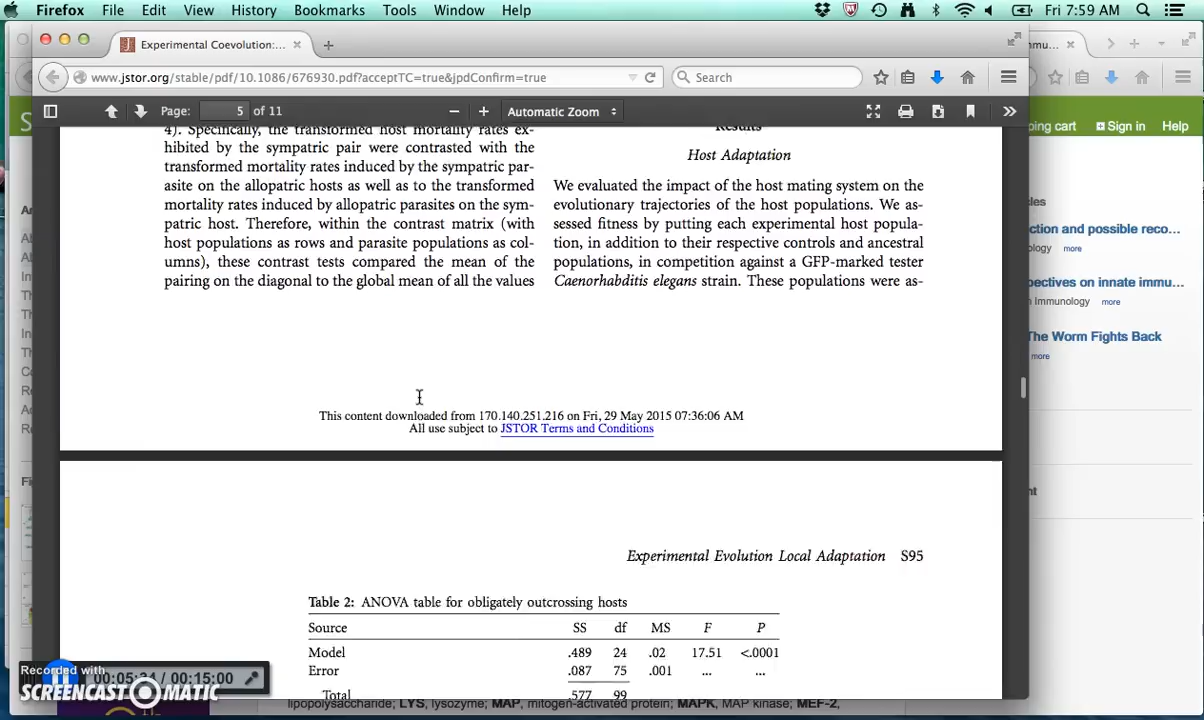 Firefox File Edit View History Bookmarks Tools Window Help Fri 7:59 AM
Experimental Coevolution:...
www.jstor.org/stable/pdf/10.1086/676930.pdf?acceptTC=true&jpdConfirm=true Search
Page: 5 of 11 Automatic Zoom
ping cart Sign in Help
4). Specifically, the transformed host mortality rates ex-
hibited by the sympatric pair were contrasted with the
transformed mortality rates induced by the sympatric par-
asite on the allopatric hosts as well as to the transformed
mortality rates induced by allopatric parasites on the sym-
patric host. Therefore, within the contrast matrix (with
host populations as rows and parasite populations as col-
umns), these contrast tests compared the mean of the
pairing on the diagonal to the global mean of all the values
Results
Host Adaptation
We evaluated the impact of the host mating system on the
evolutionary trajectories of the host populations. We as-
sessed fitness by putting each experimental host popula-
tion, in addition to their respective controls and ancestral
populations, in competition against a GFP-marked tester
Caenorhabditis elegans strain. These populations were as-
This content downloaded from 170.140.251.216 on Fri, 29 May 2015 07:36:06 AM
All use subject to JSTOR Terms and Conditions
Experimental Evolution Local Adaptation S95
Table 2: ANOVA table for obligately outcrossing hosts
Source SS df MS F P
Model .489 24 .02 17.51 <.0001
Error .087 75 .001 ... ...
Total .577 99
cles
ction and possible reco...
ology more
spectives on innate immu...
n Immunology more
The Worm Fights Back
more
nt
Recorded with
00:15:00
SCREENCAST-O-MATIC
lipopolysaccharide; LYS, lysozyme; MAP, mitogen-activated protein; MAPK, MAP kinase; MEF-2,